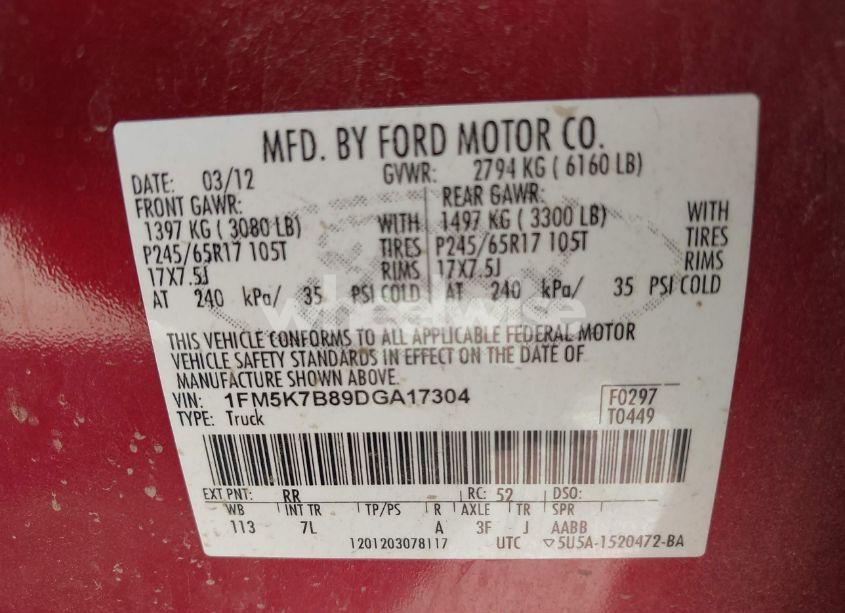 MFD. BY FORD MOTOR CO.
DATE: 03/12 GVWR: 2794 KG ( 6160 LB)
FRONT GAWR: REAR GAWR:
1397 KG ( 3080 LB) WITH 1497 KG ( 3300 LB) WITH
P245/65R17 105T TIRES P245/65R17 105T TIRES
17X7.5J RIMS 17X7.5J RIMS
AT 240 kPa/ 35 PSI COLD AT 240 kPa/ 35 PSI COLD
wheelwise
THIS VEHICLE CONFORMS TO ALL APPLICABLE FEDERAL MOTOR
VEHICLE SAFETY STANDARDS IN EFFECT ON THE DATE OF
MANUFACTURE SHOWN ABOVE.
VIN: 1FM5K7B89DGA17304 F0297
TYPE: Truck T0449
EXT PNT: RR RC: 52 DSO:
WB INT TR TP/PS R AXLE TR SPR
113 7L A 3F J AABB
1201203078117 UTC ▽5U5A-1520472-BA